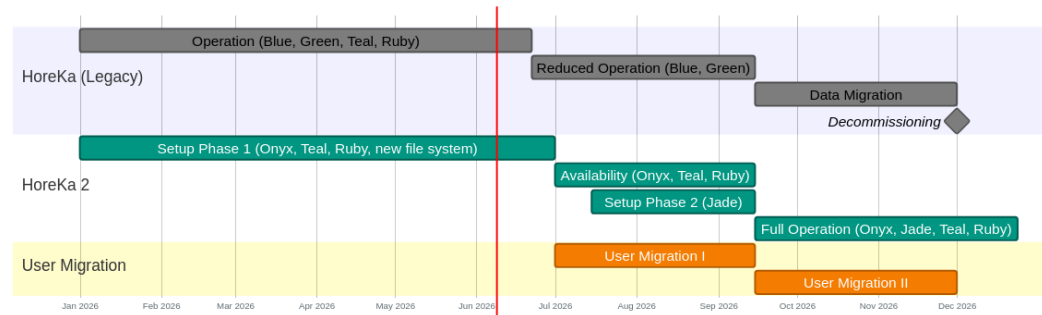 Operation (Blue, Green, Teal, Ruby)
Reduced Operation (Blue, Green)
HoreKa (Legacy)
Data Migration
Decommissioning
Setup Phase 1 (Onyx, Teal, Ruby, new file system)
Availability (Onyx, Teal, Ruby)
HoreKa 2
Setup Phase 2 (Jade)
Full Operation (Onyx, Jade, Teal, Ruby)
User Migration I
User Migration
User Migration II
Jan 2026 Feb 2026 Mar 2026 Apr 2026 May 2026 Jun 2026 Jul 2026 Aug 2026 Sep 2026 Oct 2026 Nov 2026 Dec 2026